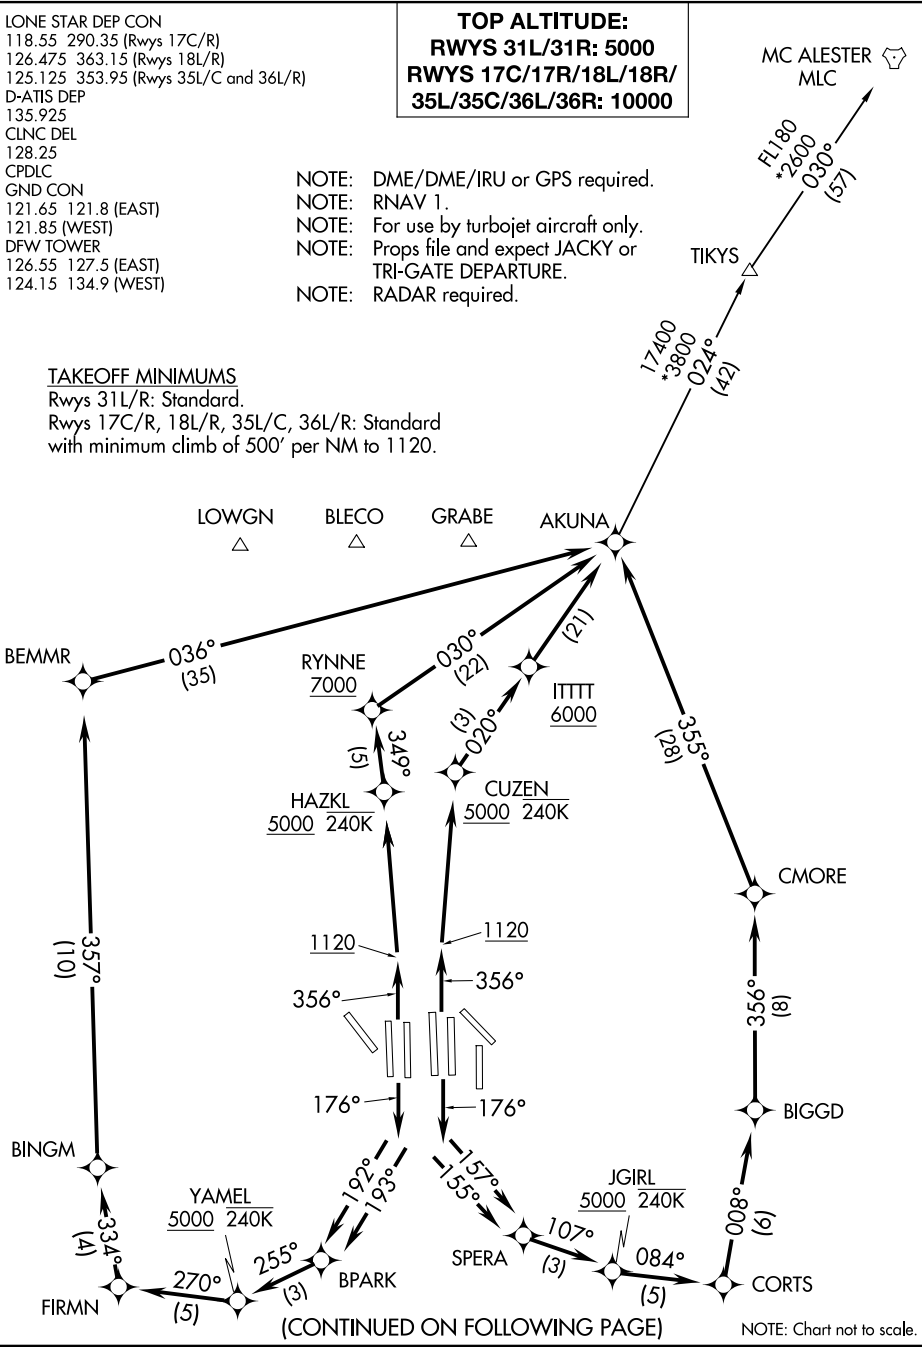 LONE STAR DEP CON
118.55 290.35 (Rwys 17C/R)
126.475 363.15 (Rwys 18L/R)
125.125 353.95 (Rwys 35L/C and 36L/R)
D-ATIS DEP
135.925
CLNC DEL
128.25
CPDLC
GND CON
121.65 121.8 (EAST)
121.85 (WEST)
DFW TOWER
126.55 127.5 (EAST)
124.15 134.9 (WEST)
TOP ALTITUDE:
RWYS 31L/31R: 5000
RWYS 17C/17R/18L/18R/
35L/35C/36L/36R: 10000
MC ALESTER
MLC
FL180
*2600
030°
(57)
NOTE: DME/DME/IRU or GPS required.
NOTE: RNAV 1.
NOTE: For use by turbojet aircraft only.
NOTE: Props file and expect JACKY or
TRI-GATE DEPARTURE.
NOTE: RADAR required.
TIKYS
17400
*3800
024°
(42)
TAKEOFF MINIMUMS
Rwys 31L/R: Standard.
Rwys 17C/R, 18L/R, 35L/C, 36L/R: Standard
with minimum climb of 500' per NM to 1120.
LOWGN
BLECO
GRABE
AKUNA
BEMMR
036°
(35)
RYNNE
7000
030°
(22)
(21)
ITTTT
6000
(3)
020°
349°
(5)
355°
(28)
HAZKL
5000 240K
CUZEN
5000 240K
CMORE
357°
(10)
1120
1120
356°
356°
356°
(8)
176°
176°
BIGGD
BINGM
192°
193°
157°
155°
YAMEL
5000 240K
JGIRL
5000 240K
334°
(4)
008°
(6)
255°
(3)
BPARK
SPERA
107°
(3)
084°
(5)
CORTS
FIRMN
270°
(5)
(CONTINUED ON FOLLOWING PAGE)
NOTE: Chart not to scale.